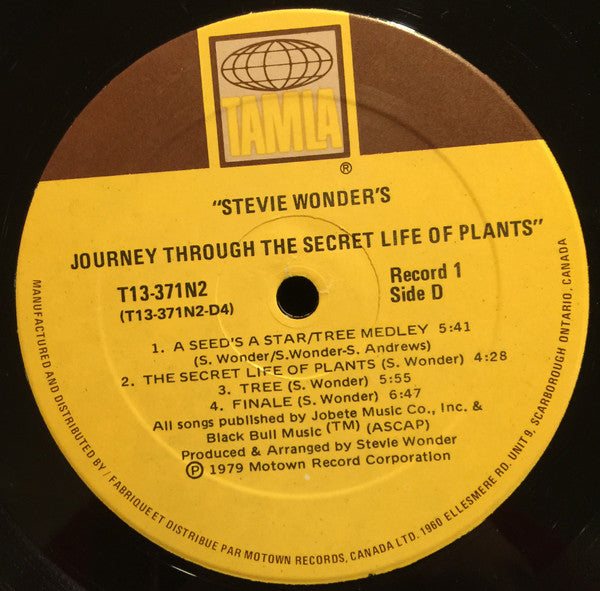 TAMLA
®
"STEVIE WONDER'S
JOURNEY THROUGH THE SECRET LIFE OF PLANTS"
T13-371N2
(T13-371N2-D4)
Record 1
Side D
1. A SEED'S A STAR/TREE MEDLEY 5:41
(S. Wonder/S.Wonder-S. Andrews)
2. THE SECRET LIFE OF PLANTS (S. Wonder) 4:28
3. TREE (S. Wonder) 5:55
4. FINALE (S. Wonder) 6:47
All songs published by Jobete Music Co., Inc. &
Black Bull Music (TM) (ASCAP)
Produced & Arranged by Stevie Wonder
Ⓟ 1979 Motown Record Corporation
MANUFACTURED AND DISTRIBUTED BY / FABRIQUE ET DISTRIBUE PAR MOTOWN RECORDS, CANADA LTD. 1960 ELLESMERE RD. UNIT 9, SCARBOROUGH ONTARIO, CANADA